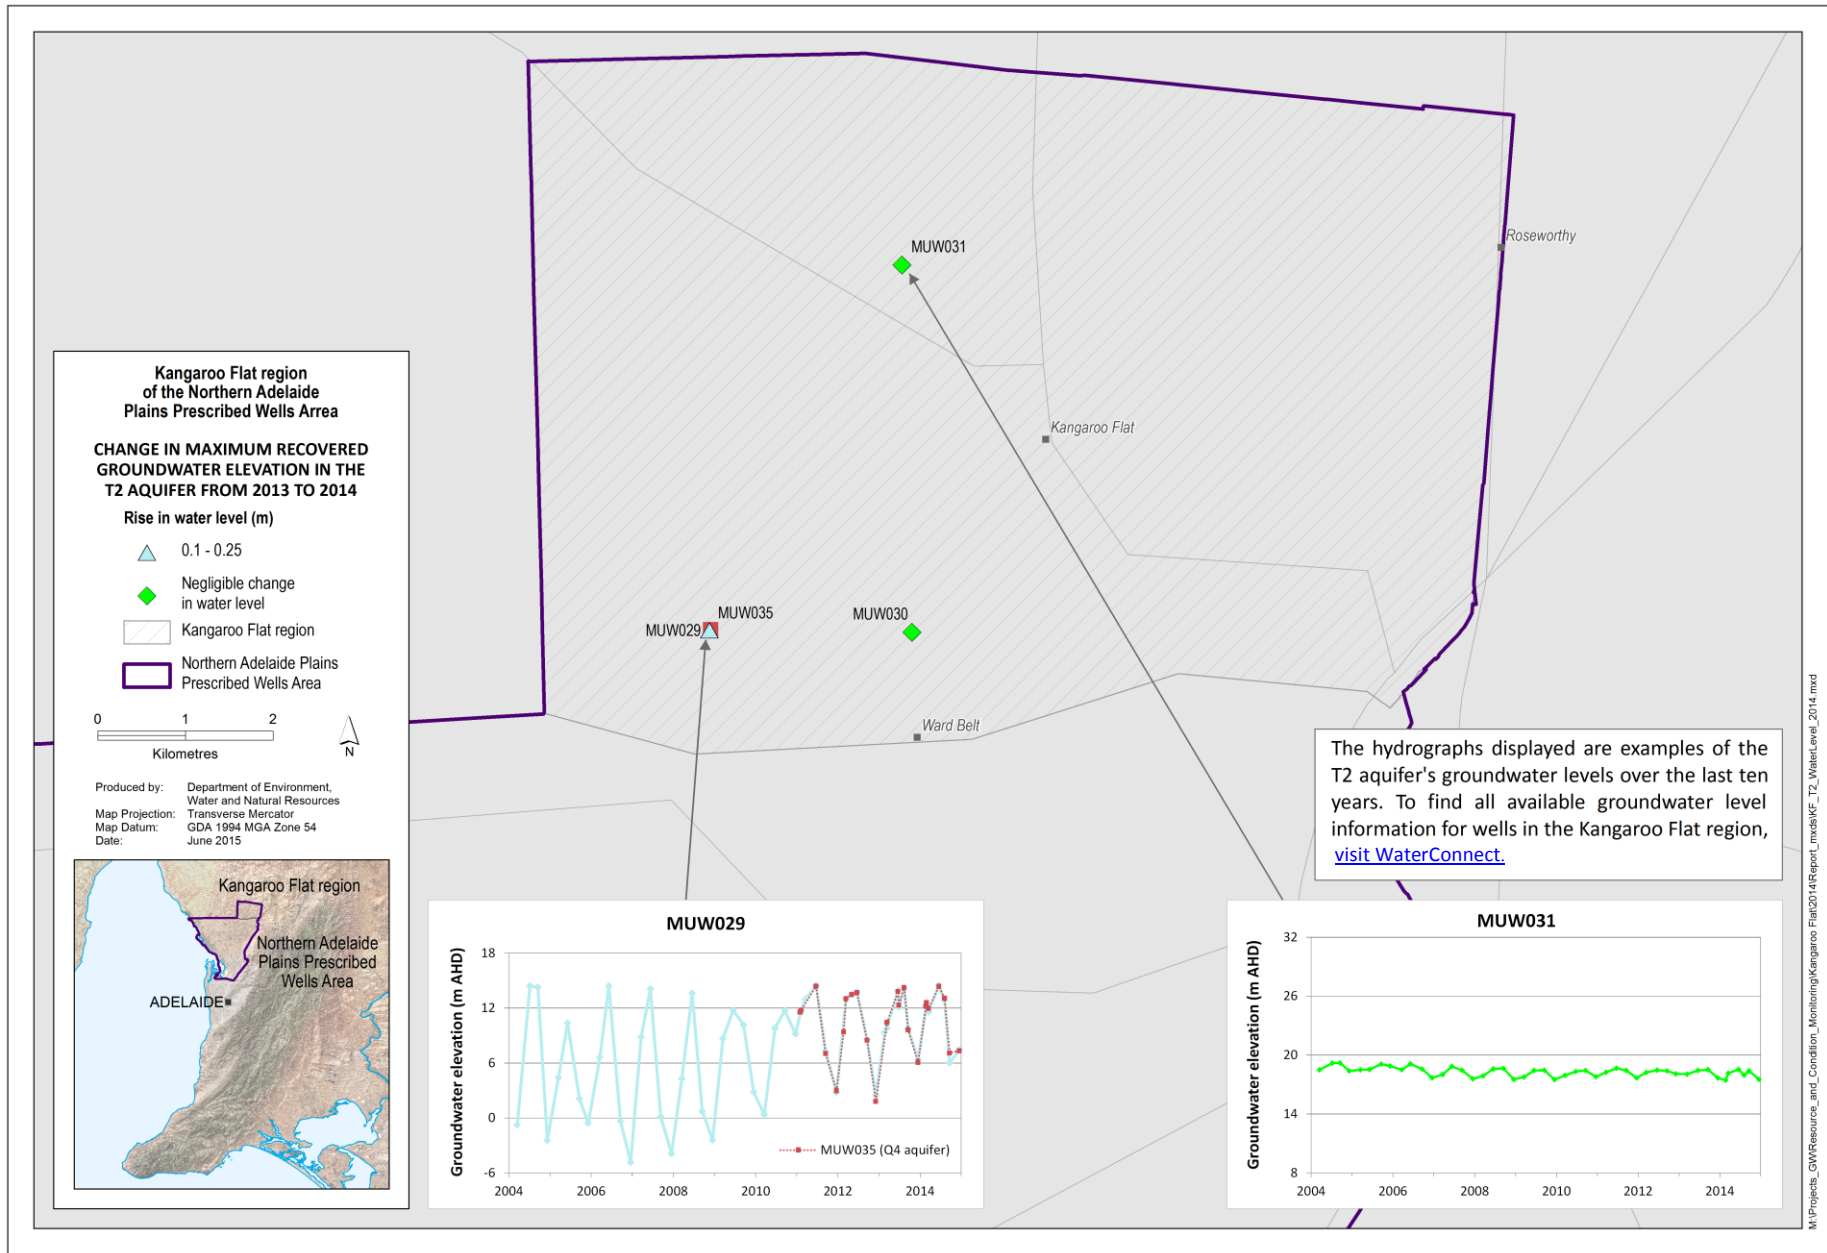 MUW031
Roseworthy
Kangaroo Flat
MUW035
MUW029
MUW030
Ward Belt
Kangaroo Flat region
of the Northern Adelaide
Plains Prescribed Wells Arrea
CHANGE IN MAXIMUM RECOVERED
GROUNDWATER ELEVATION IN THE
T2 AQUIFER FROM 2013 TO 2014
Rise in water level (m)
0.1 - 0.25
Negligible change
in water level
Kangaroo Flat region
Northern Adelaide Plains
Prescribed Wells Area
0 1 2
Kilometres
N
Produced by: Department of Environment,
Water and Natural Resources
Map Projection: Transverse Mercator
Map Datum: GDA 1994 MGA Zone 54
Date: June 2015
Kangaroo Flat region
Northern Adelaide
Plains Prescribed
Wells Area
ADELAIDE
The hydrographs displayed are examples of the
T2 aquifer's groundwater levels over the last ten
years. To find all available groundwater level
information for wells in the Kangaroo Flat region,
visit WaterConnect.
MUW029
Groundwater elevation (m AHD)
18
12
6
0
-6
2004 2006 2008 2010 2012 2014
MUW035 (Q4 aquifer)
MUW031
Groundwater elevation (m AHD)
32
26
20
14
8
2004 2006 2008 2010 2012 2014
M:\Projects_GW\Resource_and_Condition_Monitoring\Kangaroo Flat\2014\Report_mxds\KF_T2_WaterLevel_2014.mxd